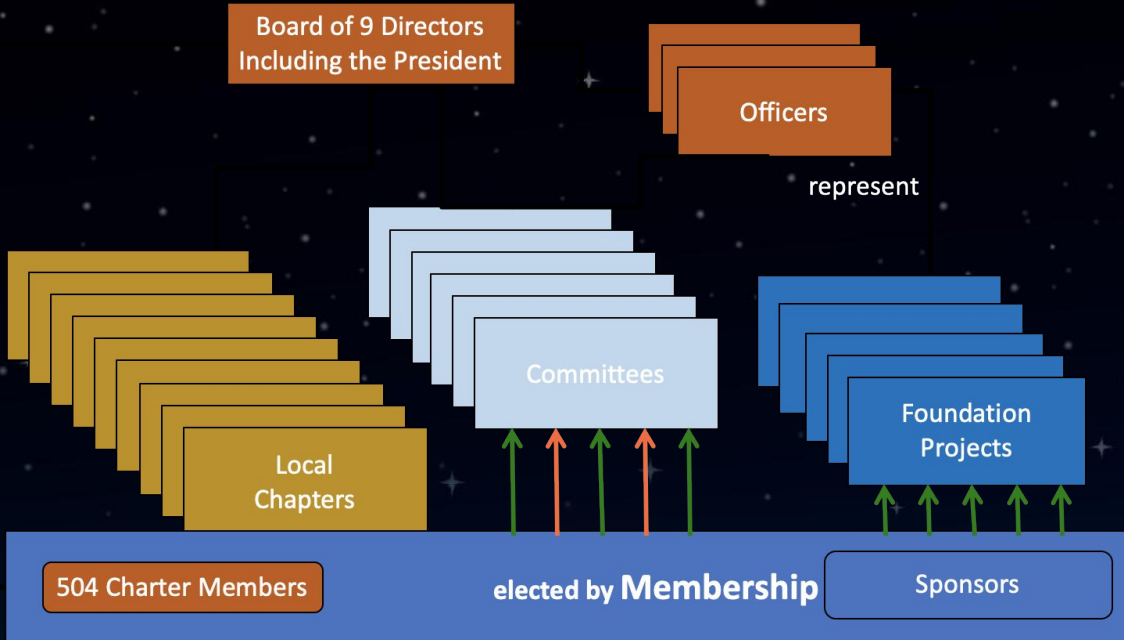 Board of 9 Directors
Including the President
Officers
represent
Committees
Foundation
Projects
Local
Chapters
504 Charter Members
elected by Membership
Sponsors